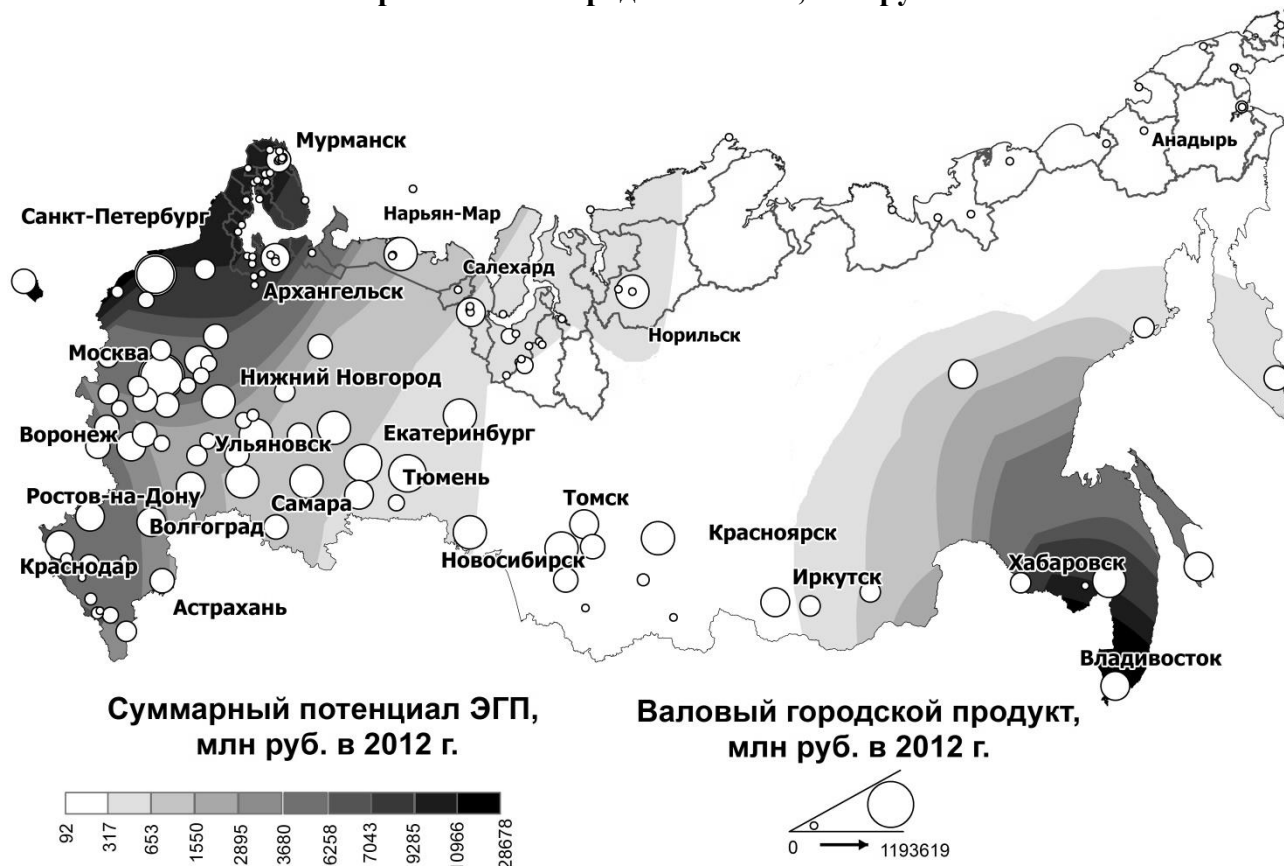 Мурманск
Анадырь
Санкт-Петербург
Нарьян-Мар
Салехард
Архангельск
Норильск
Москва
Нижний Новгород
Воронеж
Ульяновск
Екатеринбург
Тюмень
Ростов-на-Дону
Самара
Томск
Волгоград
Красноярск
Новосибирск
Краснодар
Хабаровск
Иркутск
Астрахань
Владивосток
Суммарный потенциал ЭГП,
млн руб. в 2012 г.
92
317
653
1550
2895
3680
6258
7043
9285
0966
28678
Валовый городской продукт,
млн руб. в 2012 г.
0
1193619